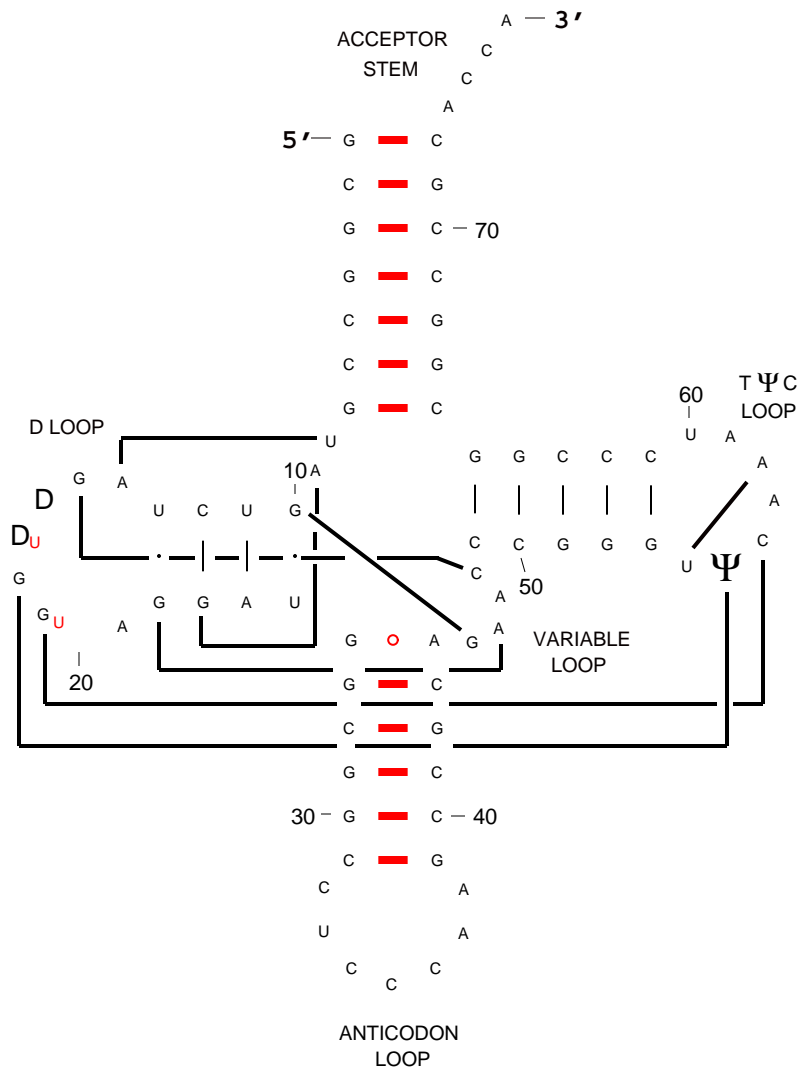 A — 3′
ACCEPTOR
STEM
C
C
A
5′ — G C
C G
G C — 70
G C
C G
C G
G C
60
T Ψ C
LOOP
D LOOP
U
U A
G G C C C
G A
10 A
A
D
U C U G
A
D U
C C G G G U Ψ C
C
50
G
G A U
G A
A
G U
A
G A G
A
VARIABLE
LOOP
20
G C
C G
G C
30 — G C — 40
C G
C A
U A
C C
C
ANTICODON
LOOP